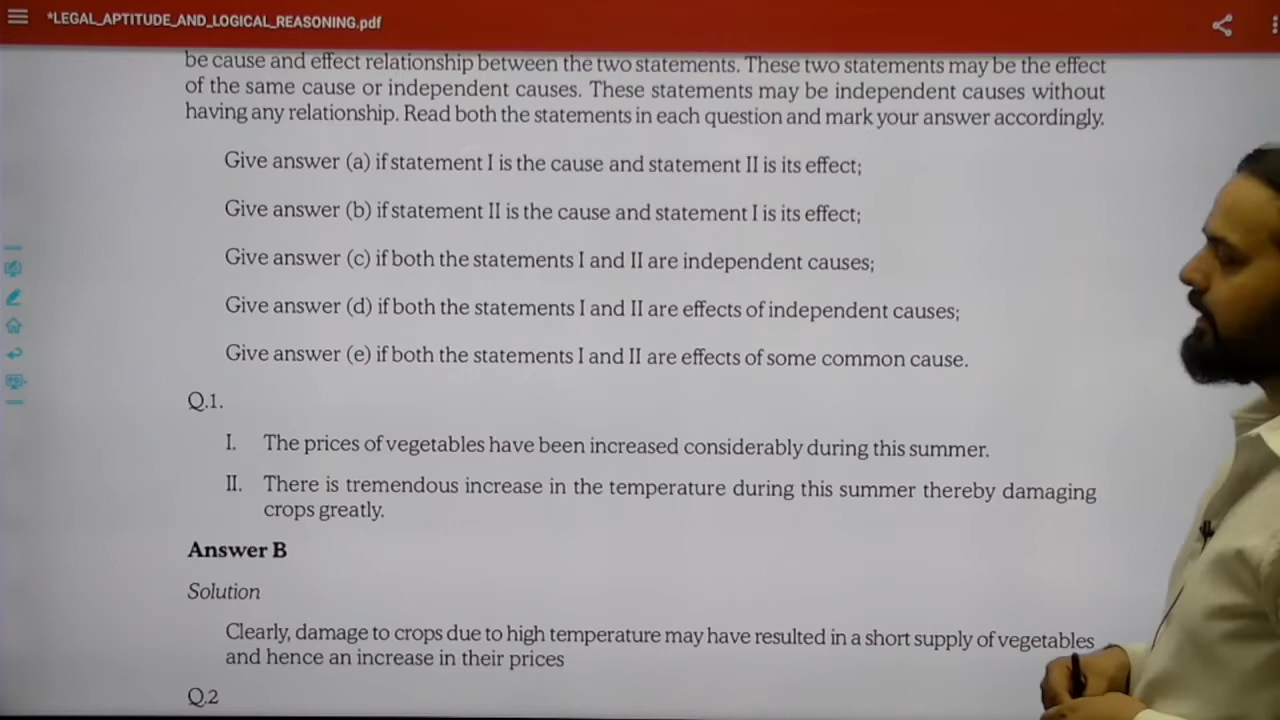 *LEGAL_APTITUDE_AND_LOGICAL_REASONING.pdf
be cause and effect relationship between the two statements. These two statements may be the effect
of the same cause or independent causes. These statements may be independent causes without
having any relationship. Read both the statements in each question and mark your answer accordingly.
Give answer (a) if statement I is the cause and statement II is its effect;
Give answer (b) if statement II is the cause and statement I is its effect;
Give answer (c) if both the statements I and II are independent causes;
Give answer (d) if both the statements I and II are effects of independent causes;
Give answer (e) if both the statements I and II are effects of some common cause.
Q.1.
I. The prices of vegetables have been increased considerably during this summer.
II. There is tremendous increase in the temperature during this summer thereby damaging
crops greatly.
Answer B
Solution
Clearly, damage to crops due to high temperature may have resulted in a short supply of vegetables
and hence an increase in their prices
Q.2